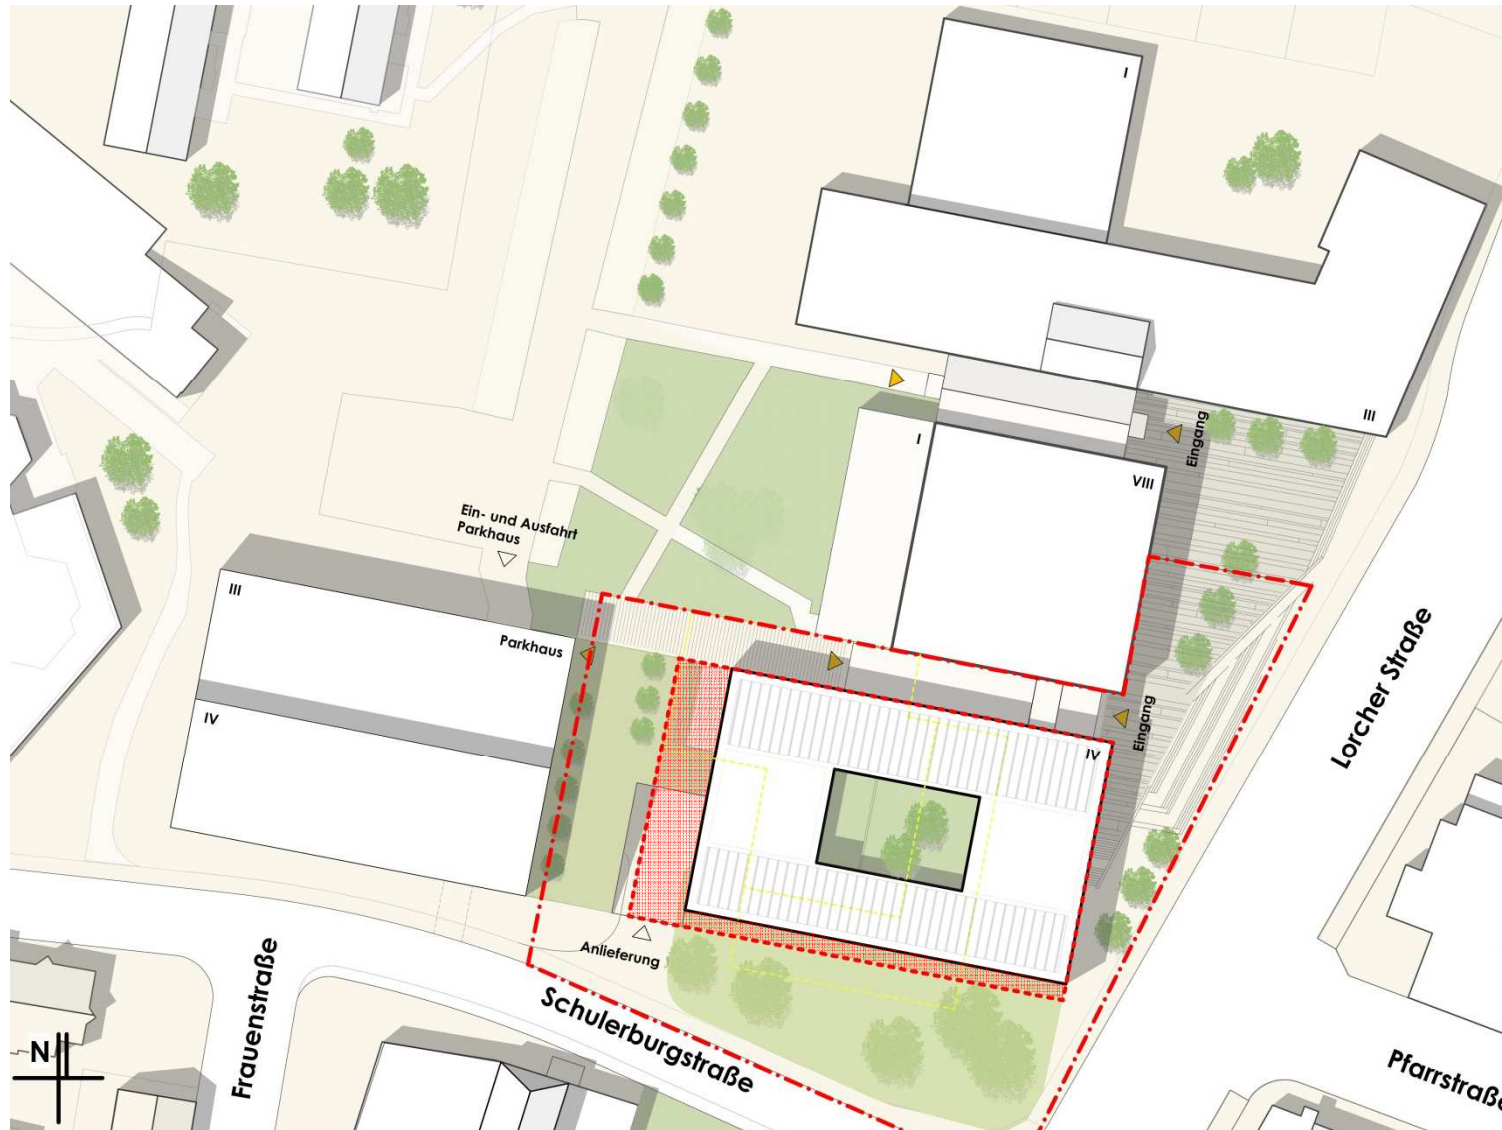 I
III
I
Eingang
VIII
Ein- und Ausfahrt
Parkhaus
III
Parkhaus
IV
Eingang
IV
Lorcher Straße
Anlieferung
Schulerburgstraße
Frauenstraße
N
Pfarrstraße